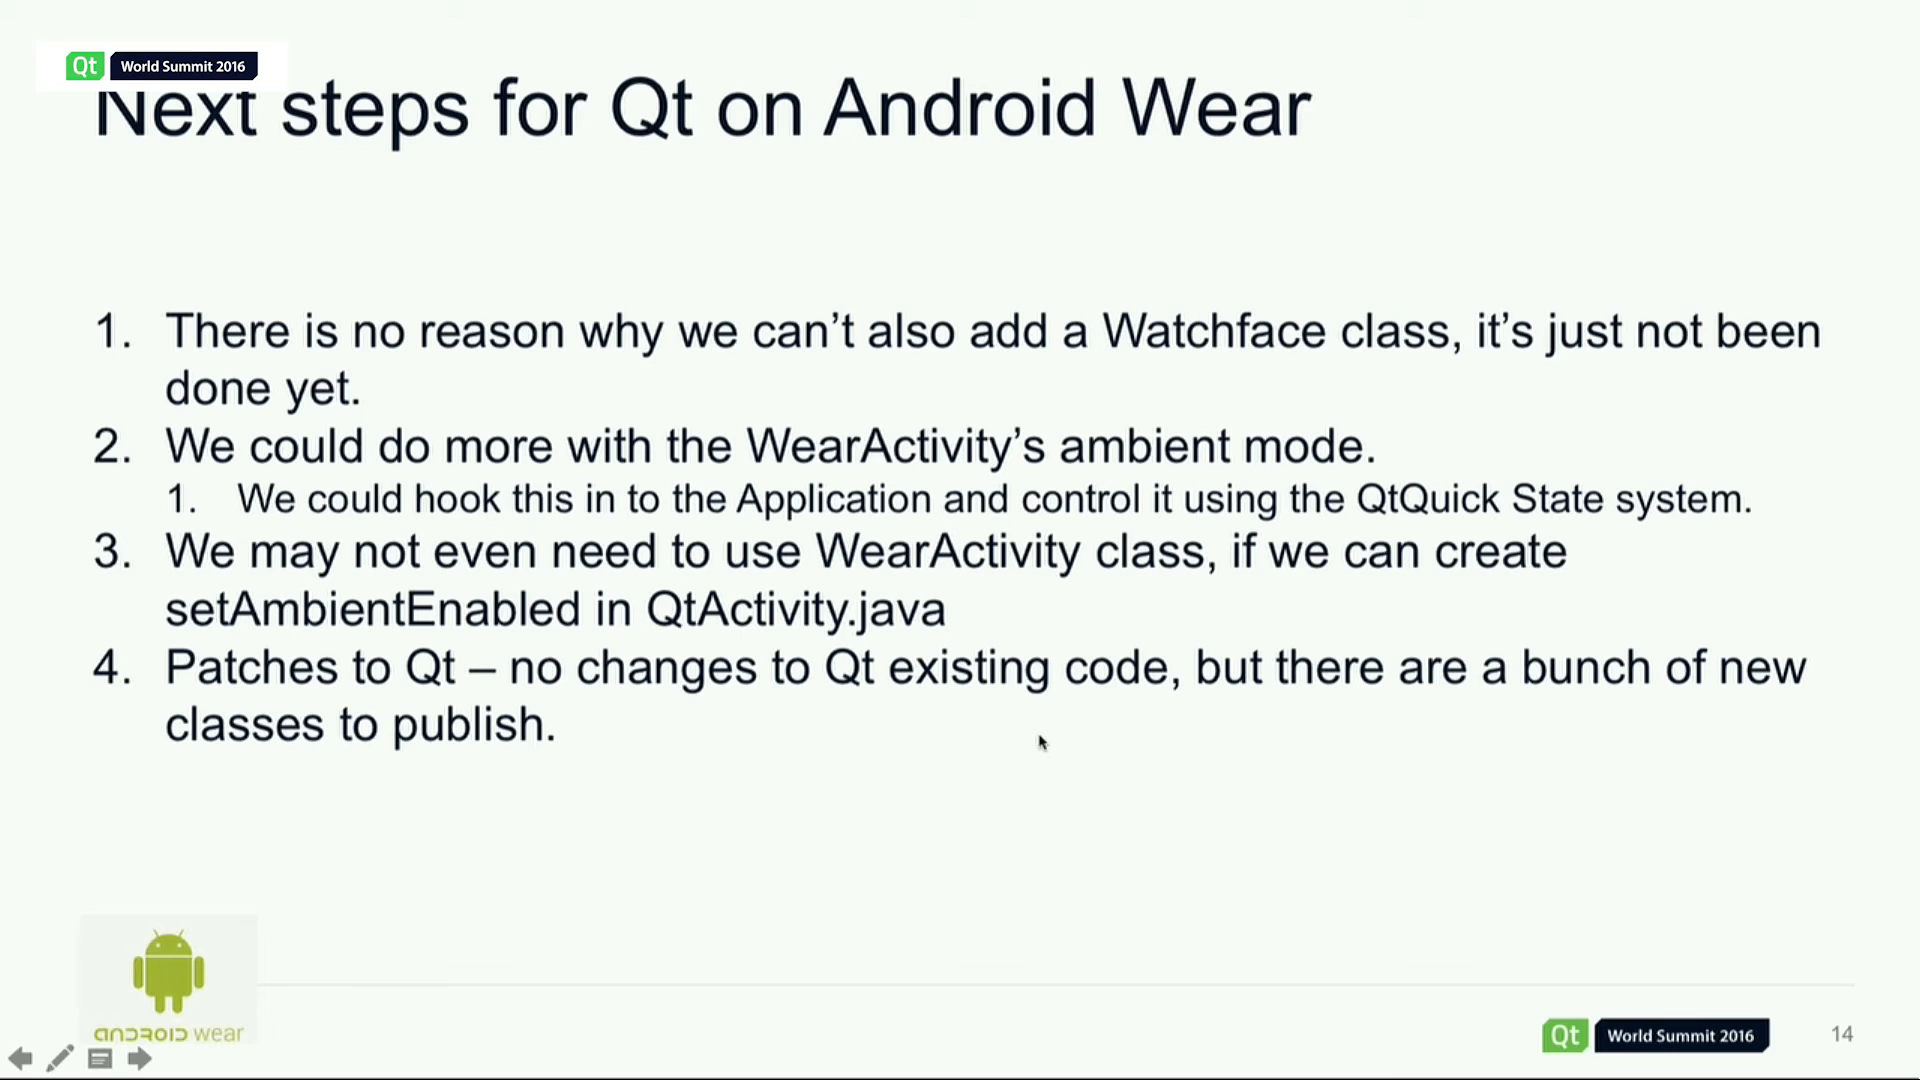 Qt World Summit 2016
Next steps for Qt on Android Wear
1. There is no reason why we can’t also add a Watchface class, it’s just not been
done yet.
2. We could do more with the WearActivity’s ambient mode.
1. We could hook this in to the Application and control it using the QtQuick State system.
3. We may not even need to use WearActivity class, if we can create
setAmbientEnabled in QtActivity.java
4. Patches to Qt – no changes to Qt existing code, but there are a bunch of new
classes to publish.
android wear
Qt World Summit 2016
14